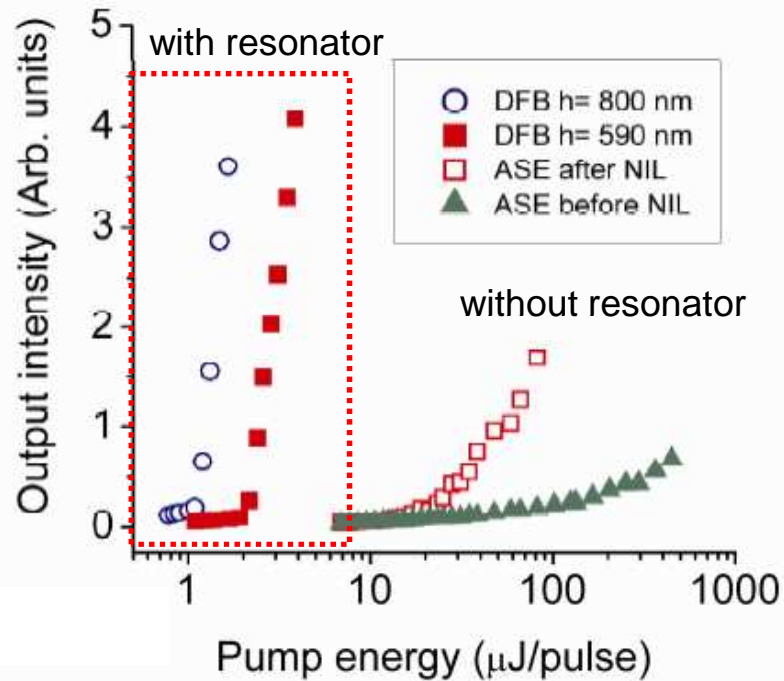 5
with resonator
4
DFB h= 800 nm
DFB h= 590 nm
ASE after NIL
ASE before NIL
3
without resonator
2
1
0
Output intensity (Arb. units)
1 10 100 1000
Pump energy (μJ/pulse)